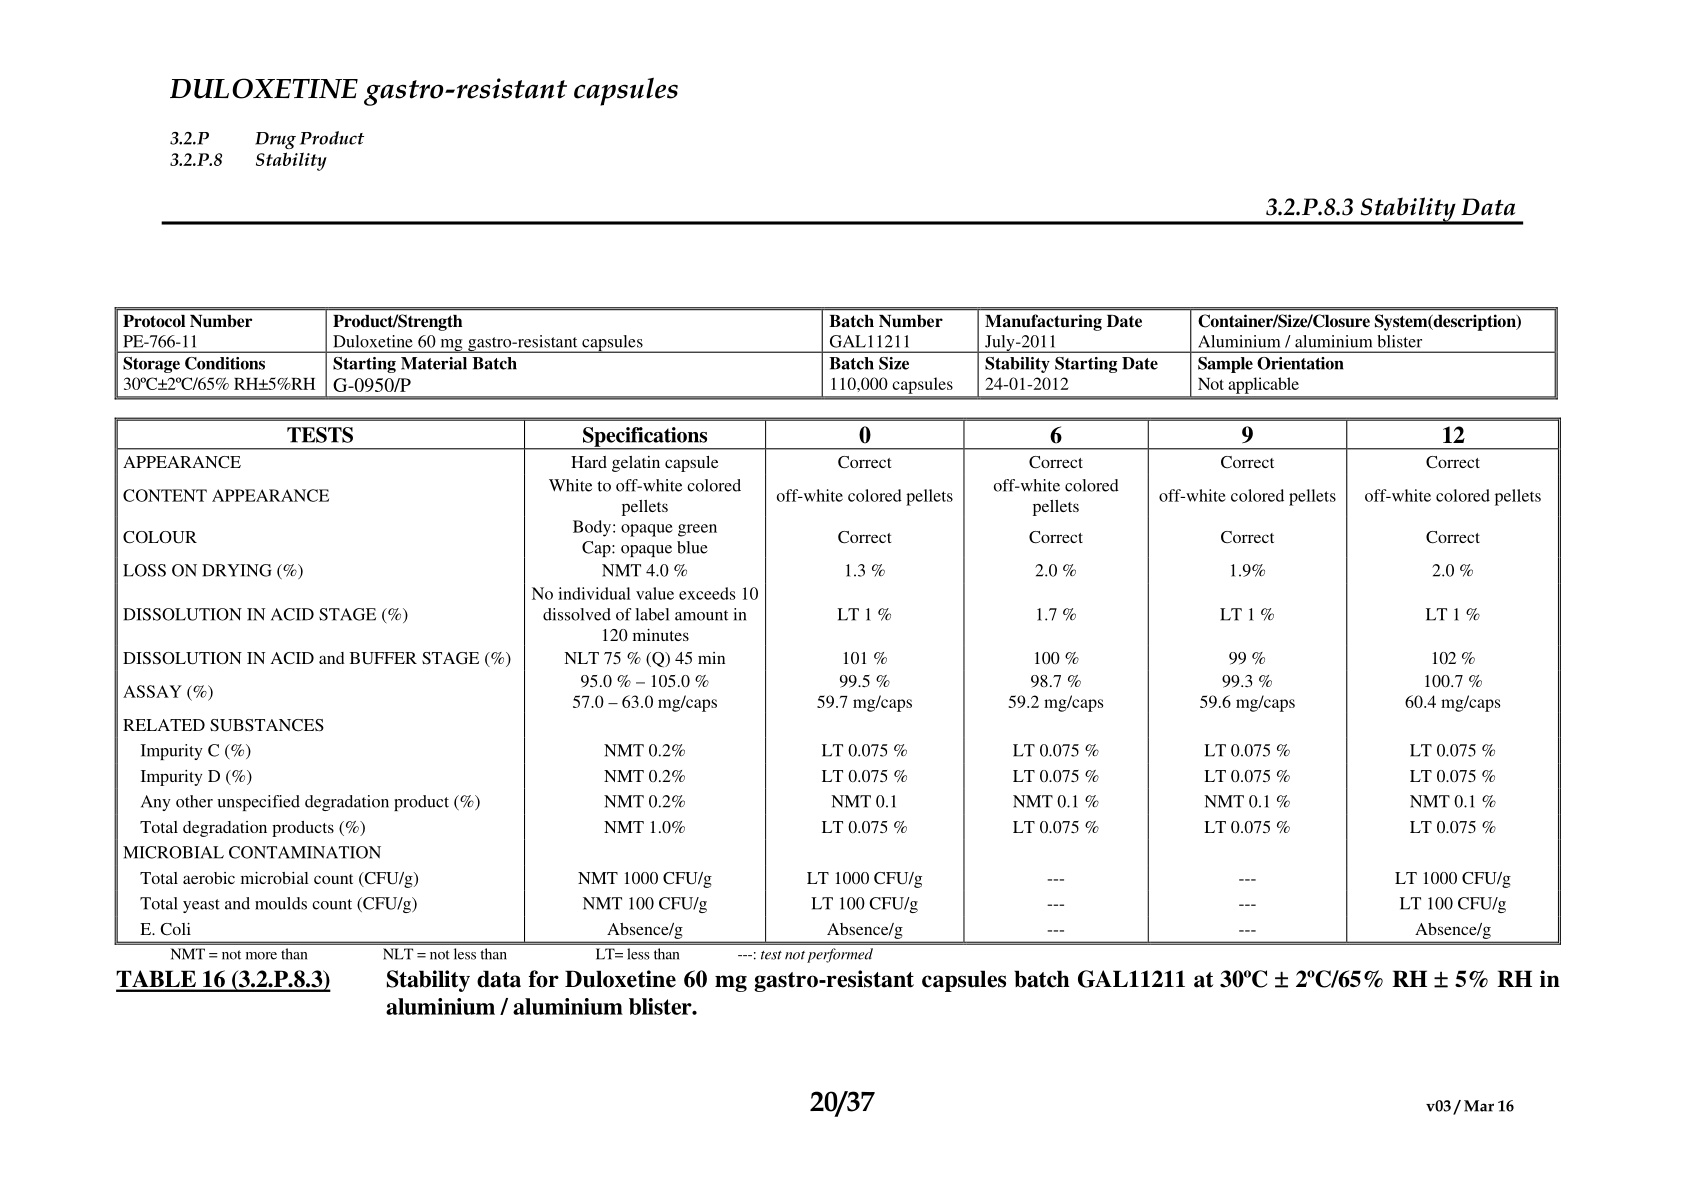 DULOXETINE gastro-resistant capsules
3.2.P Drug Product
3.2.P.8 Stability
3.2.P.8.3 Stability Data
Protocol Number Product/Strength Batch Number Manufacturing Date Container/Size/Closure System(description)
PE-766-11 Duloxetine 60 mg gastro-resistant capsules GAL11211 July-2011 Aluminium / aluminium blister
Storage Conditions Starting Material Batch Batch Size Stability Starting Date Sample Orientation
30ºC±2ºC/65% RH±5%RH G-0950/P 110,000 capsules 24-01-2012 Not applicable
TESTS Specifications 0 6 9 12
APPEARANCE Hard gelatin capsule Correct Correct Correct Correct
CONTENT APPEARANCE White to off-white colored pellets off-white colored pellets off-white colored pellets off-white colored pellets off-white colored pellets
COLOUR Body: opaque green Cap: opaque blue Correct Correct Correct Correct
LOSS ON DRYING (%) NMT 4.0 % 1.3 % 2.0 % 1.9% 2.0 %
DISSOLUTION IN ACID STAGE (%) No individual value exceeds 10 dissolved of label amount in 120 minutes LT 1 % 1.7 % LT 1 % LT 1 %
DISSOLUTION IN ACID and BUFFER STAGE (%) NLT 75 % (Q) 45 min 101 % 100 % 99 % 102 %
ASSAY (%) 95.0 % – 105.0 % 99.5 % 98.7 % 99.3 % 100.7 %
57.0 – 63.0 mg/caps 59.7 mg/caps 59.2 mg/caps 59.6 mg/caps 60.4 mg/caps
RELATED SUBSTANCES
Impurity C (%) NMT 0.2% LT 0.075 % LT 0.075 % LT 0.075 % LT 0.075 %
Impurity D (%) NMT 0.2% LT 0.075 % LT 0.075 % LT 0.075 % LT 0.075 %
Any other unspecified degradation product (%) NMT 0.2% NMT 0.1 NMT 0.1 % NMT 0.1 % NMT 0.1 %
Total degradation products (%) NMT 1.0% LT 0.075 % LT 0.075 % LT 0.075 % LT 0.075 %
MICROBIAL CONTAMINATION
Total aerobic microbial count (CFU/g) NMT 1000 CFU/g LT 1000 CFU/g --- --- LT 1000 CFU/g
Total yeast and moulds count (CFU/g) NMT 100 CFU/g LT 100 CFU/g --- --- LT 100 CFU/g
E. Coli Absence/g Absence/g --- --- Absence/g
NMT = not more than NLT = not less than LT= less than ---: test not performed
TABLE 16 (3.2.P.8.3) Stability data for Duloxetine 60 mg gastro-resistant capsules batch GAL11211 at 30ºC ± 2ºC/65% RH ± 5% RH in
aluminium / aluminium blister.
20/37
v03 / Mar 16